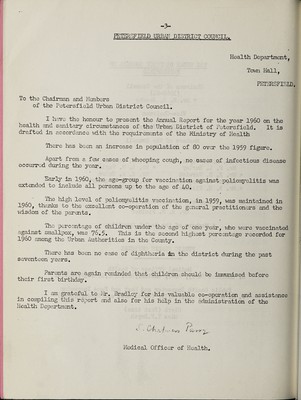 -3-
PETERSFIELD URBAN DISTRICT COUNCIL.
Health Department,
Town Hall,
PETERSFIELD.
To the Chairman and Members
of the Petersfield Urban District Council.
I have the honour to present the Annual Report for the year 1960 on the
health and sanitary circumstances of the Urban District of Petersfield. It is
drafted in accordance with the requirements of the Ministry of Health
There has been an increase in population of 80 over the 1959 figure.
Apart from a few cases of whooping cough, no cases of infectious disease
occurred during the year.
Early in 1960, the age-group for vaccination against poliomyelitis was
extended to include all persons up to the age of 40.
The high level of poliomyelitis vaccination, in 1959, was maintained in
1960, thanks to the excellent co-operation of the general practitioners and the
wisdom of the parents.
The percentage of children under the age of one year, who were vaccinated
against smallpox, was 76.5. This is the second highest percentage recorded for
1960 among the Urban Authorities in the County.
There has been no case of diphtheria in the district during the past
seventeen years.
Parents are again reminded that children should be immunised before
their first birthday.
I am grateful to Mr. Bradley for his valuable co-operation and assistance
in compiling this report and also for his help in the administration of the
Health Department.
Medical Officer of Health.